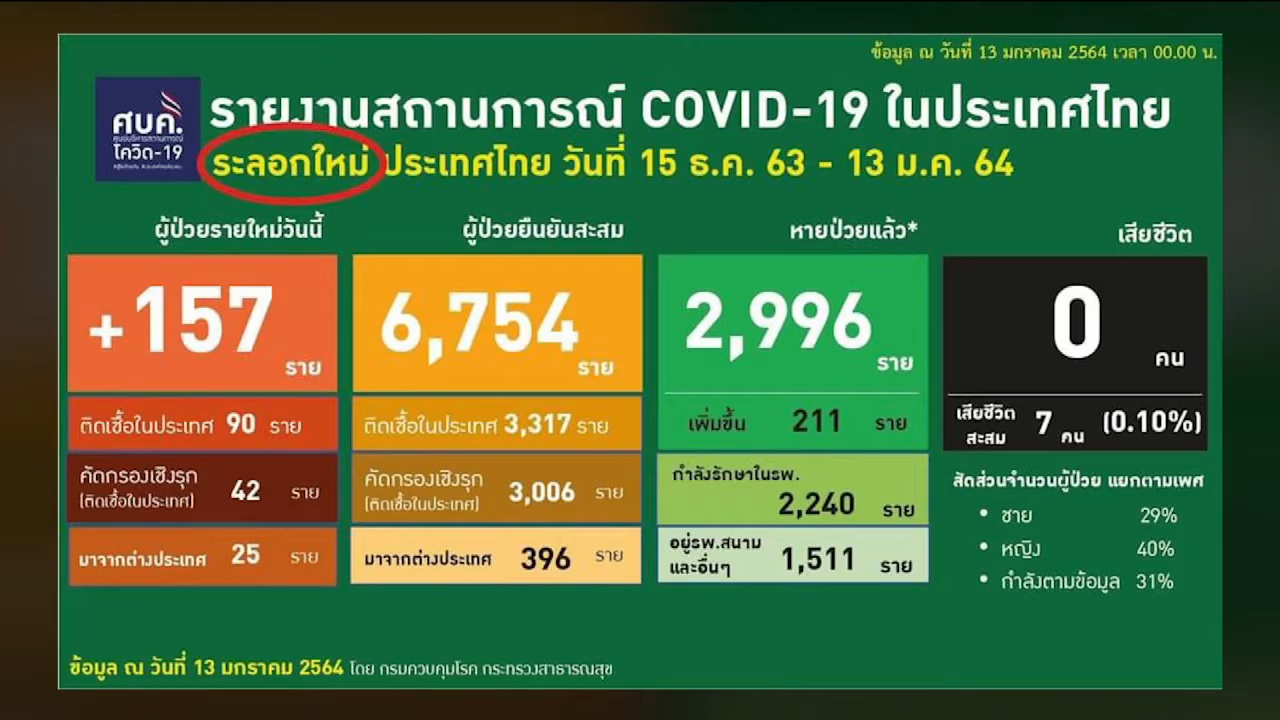 ข้อมูล ณ วันที่ 13 มกราคม 2564 เวลา 00.00 น.
ศบค.
ศูนย์บริหารสถานการณ์
โควิด-19
รายงานสถานการณ์ COVID-19 ในประเทศไทย
ระลอกใหม่ ประเทศไทย วันที่ 15 ธ.ค. 63 - 13 ม.ค. 64
ผู้ป่วยรายใหม่วันนี้
+157
ราย
ติดเชื้อในประเทศ 90 ราย
คัดกรองเชิงรุก
(ติดเชื้อในประเทศ)
42 ราย
มาจากต่างประเทศ 25 ราย
ผู้ป่วยยืนยันสะสม
6,754
ราย
ติดเชื้อในประเทศ 3,317 ราย
คัดกรองเชิงรุก
(ติดเชื้อในประเทศ)
3,006 ราย
มาจากต่างประเทศ 396 ราย
หายป่วยแล้ว*
2,996
ราย
เพิ่มขึ้น 211 ราย
กำลังรักษาในรพ.
2,240 ราย
อยู่รพ.สนาม
และอื่นๆ
1,511 ราย
เสียชีวิต
0
คน
เสียชีวิต
สะสม
7 คน (0.10%)
สัดส่วนจำนวนผู้ป่วย แยกตามเพศ
• ชาย 29%
• หญิง 40%
• กำลังตามข้อมูล 31%
ข้อมูล ณ วันที่ 13 มกราคม 2564 โดย กรมควบคุมโรค กระทรวงสาธารณสุข